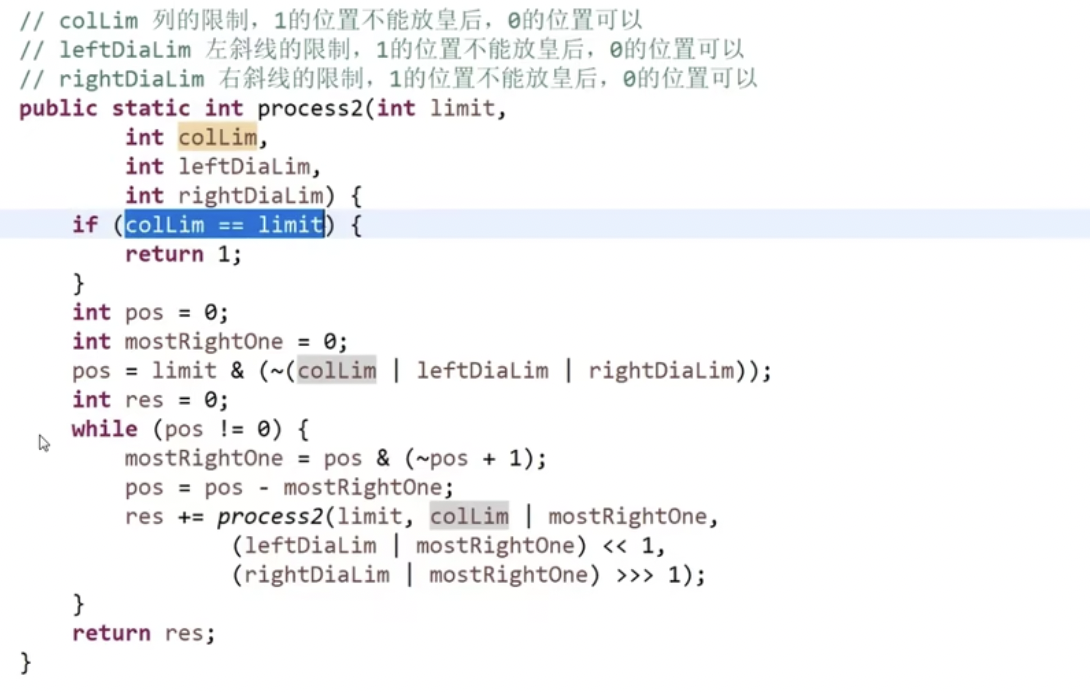 // colLim 列的限制，1的位置不能放皇后，0的位置可以
// leftDiaLim 左斜线的限制，1的位置不能放皇后，0的位置可以
// rightDiaLim 右斜线的限制，1的位置不能放皇后，0的位置可以
public static int process2(int limit,
        int colLim,
        int leftDiaLim,
        int rightDiaLim) {
    if (colLim == limit) {
        return 1;
    }
    int pos = 0;
    int mostRightOne = 0;
    pos = limit & (~(colLim | leftDiaLim | rightDiaLim));
    int res = 0;
    while (pos != 0) {
        mostRightOne = pos & (~pos + 1);
        pos = pos - mostRightOne;
        res += process2(limit, colLim | mostRightOne,
                (leftDiaLim | mostRightOne) << 1,
                (rightDiaLim | mostRightOne) >>> 1);
    }
    return res;
}